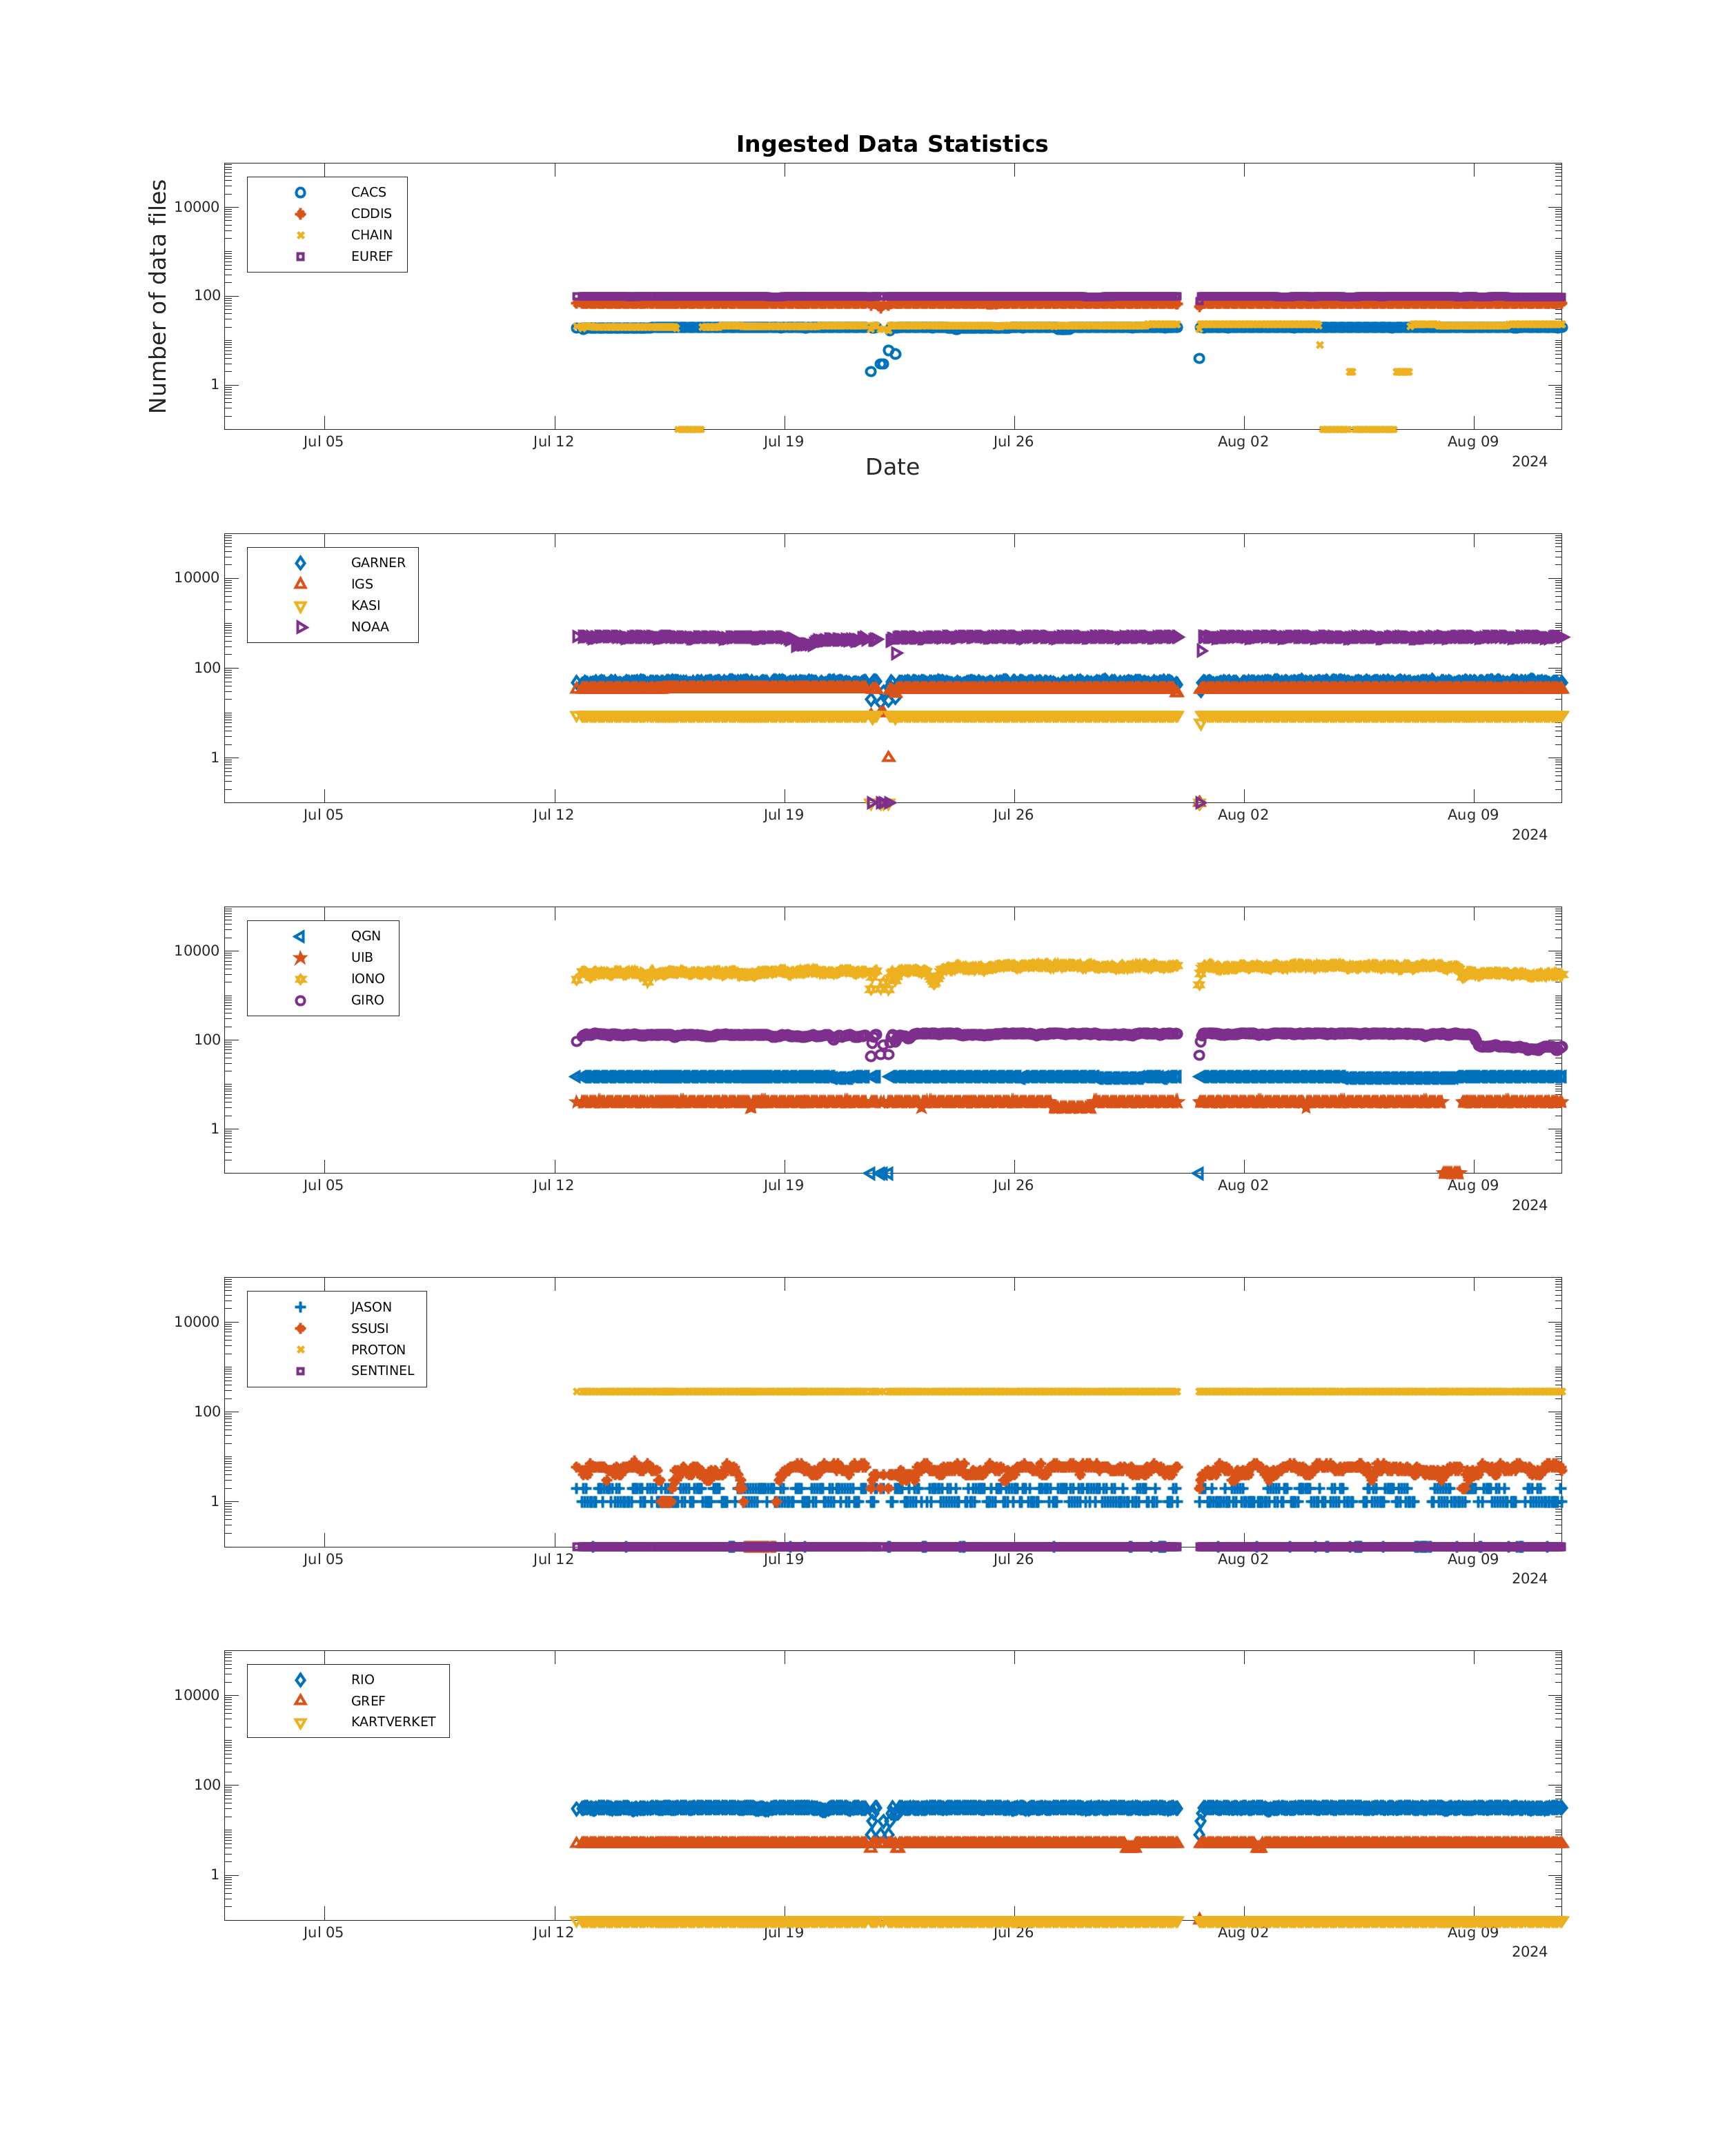 Ingested Data Statistics
Number of data files
10000
100
1
CACS
CDDIS
CHAIN
EUREF
Jul 05 Jul 12 Jul 19 Jul 26 Aug 02 Aug 09
2024
Date
10000
100
1
GARNER
IGS
KASI
NOAA
Jul 05 Jul 12 Jul 19 Jul 26 Aug 02 Aug 09
2024
10000
100
1
QGN
UIB
IONO
GIRO
Jul 05 Jul 12 Jul 19 Jul 26 Aug 02 Aug 09
2024
10000
100
1
JASON
SSUSI
PROTON
SENTINEL
Jul 05 Jul 12 Jul 19 Jul 26 Aug 02 Aug 09
2024
10000
100
1
RIO
GREF
KARTVERKET
Jul 05 Jul 12 Jul 19 Jul 26 Aug 02 Aug 09
2024